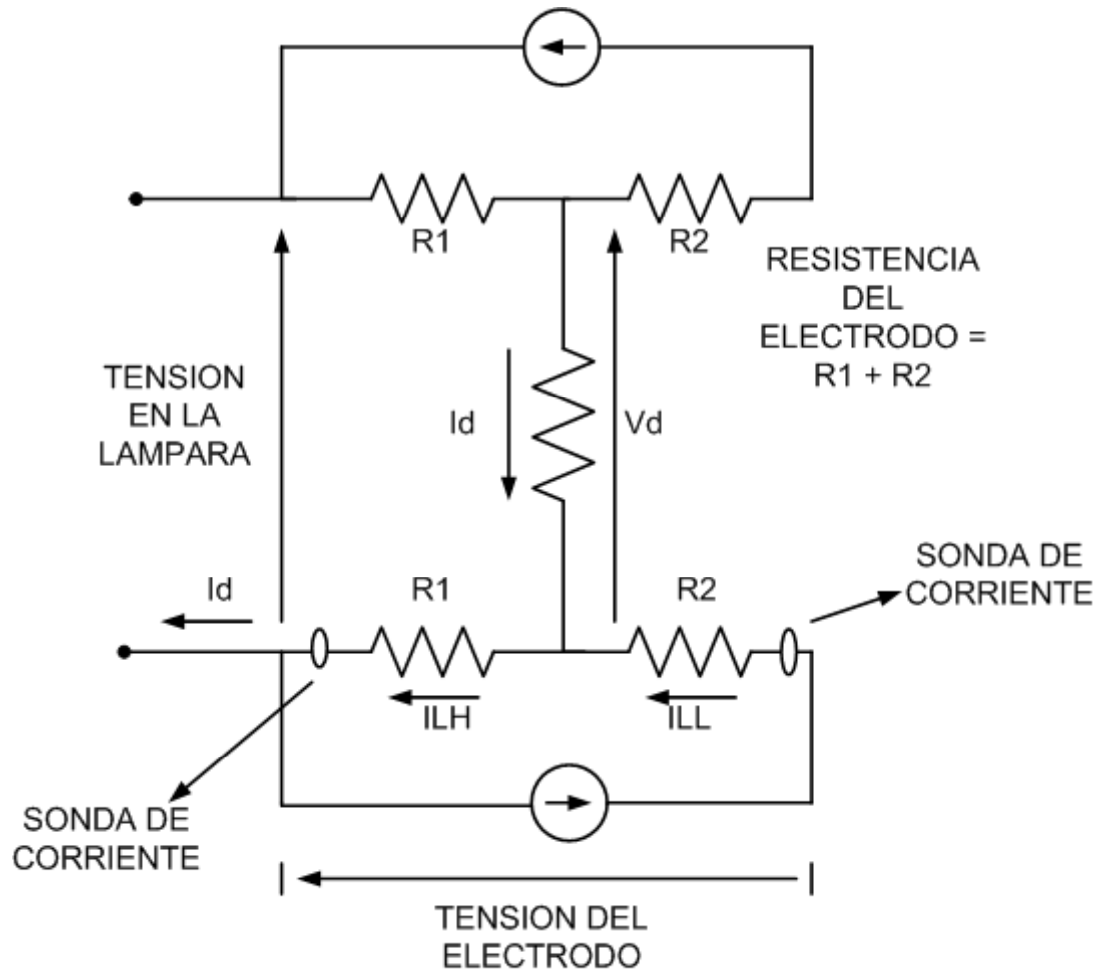 R1
R2
RESISTENCIA
DEL
ELECTRODO =
R1 + R2
TENSION
EN LA
LAMPARA
Id
Vd
Id
R1
R2
SONDA DE
CORRIENTE
ILH
ILL
SONDA DE
CORRIENTE
TENSION DEL
ELECTRODO